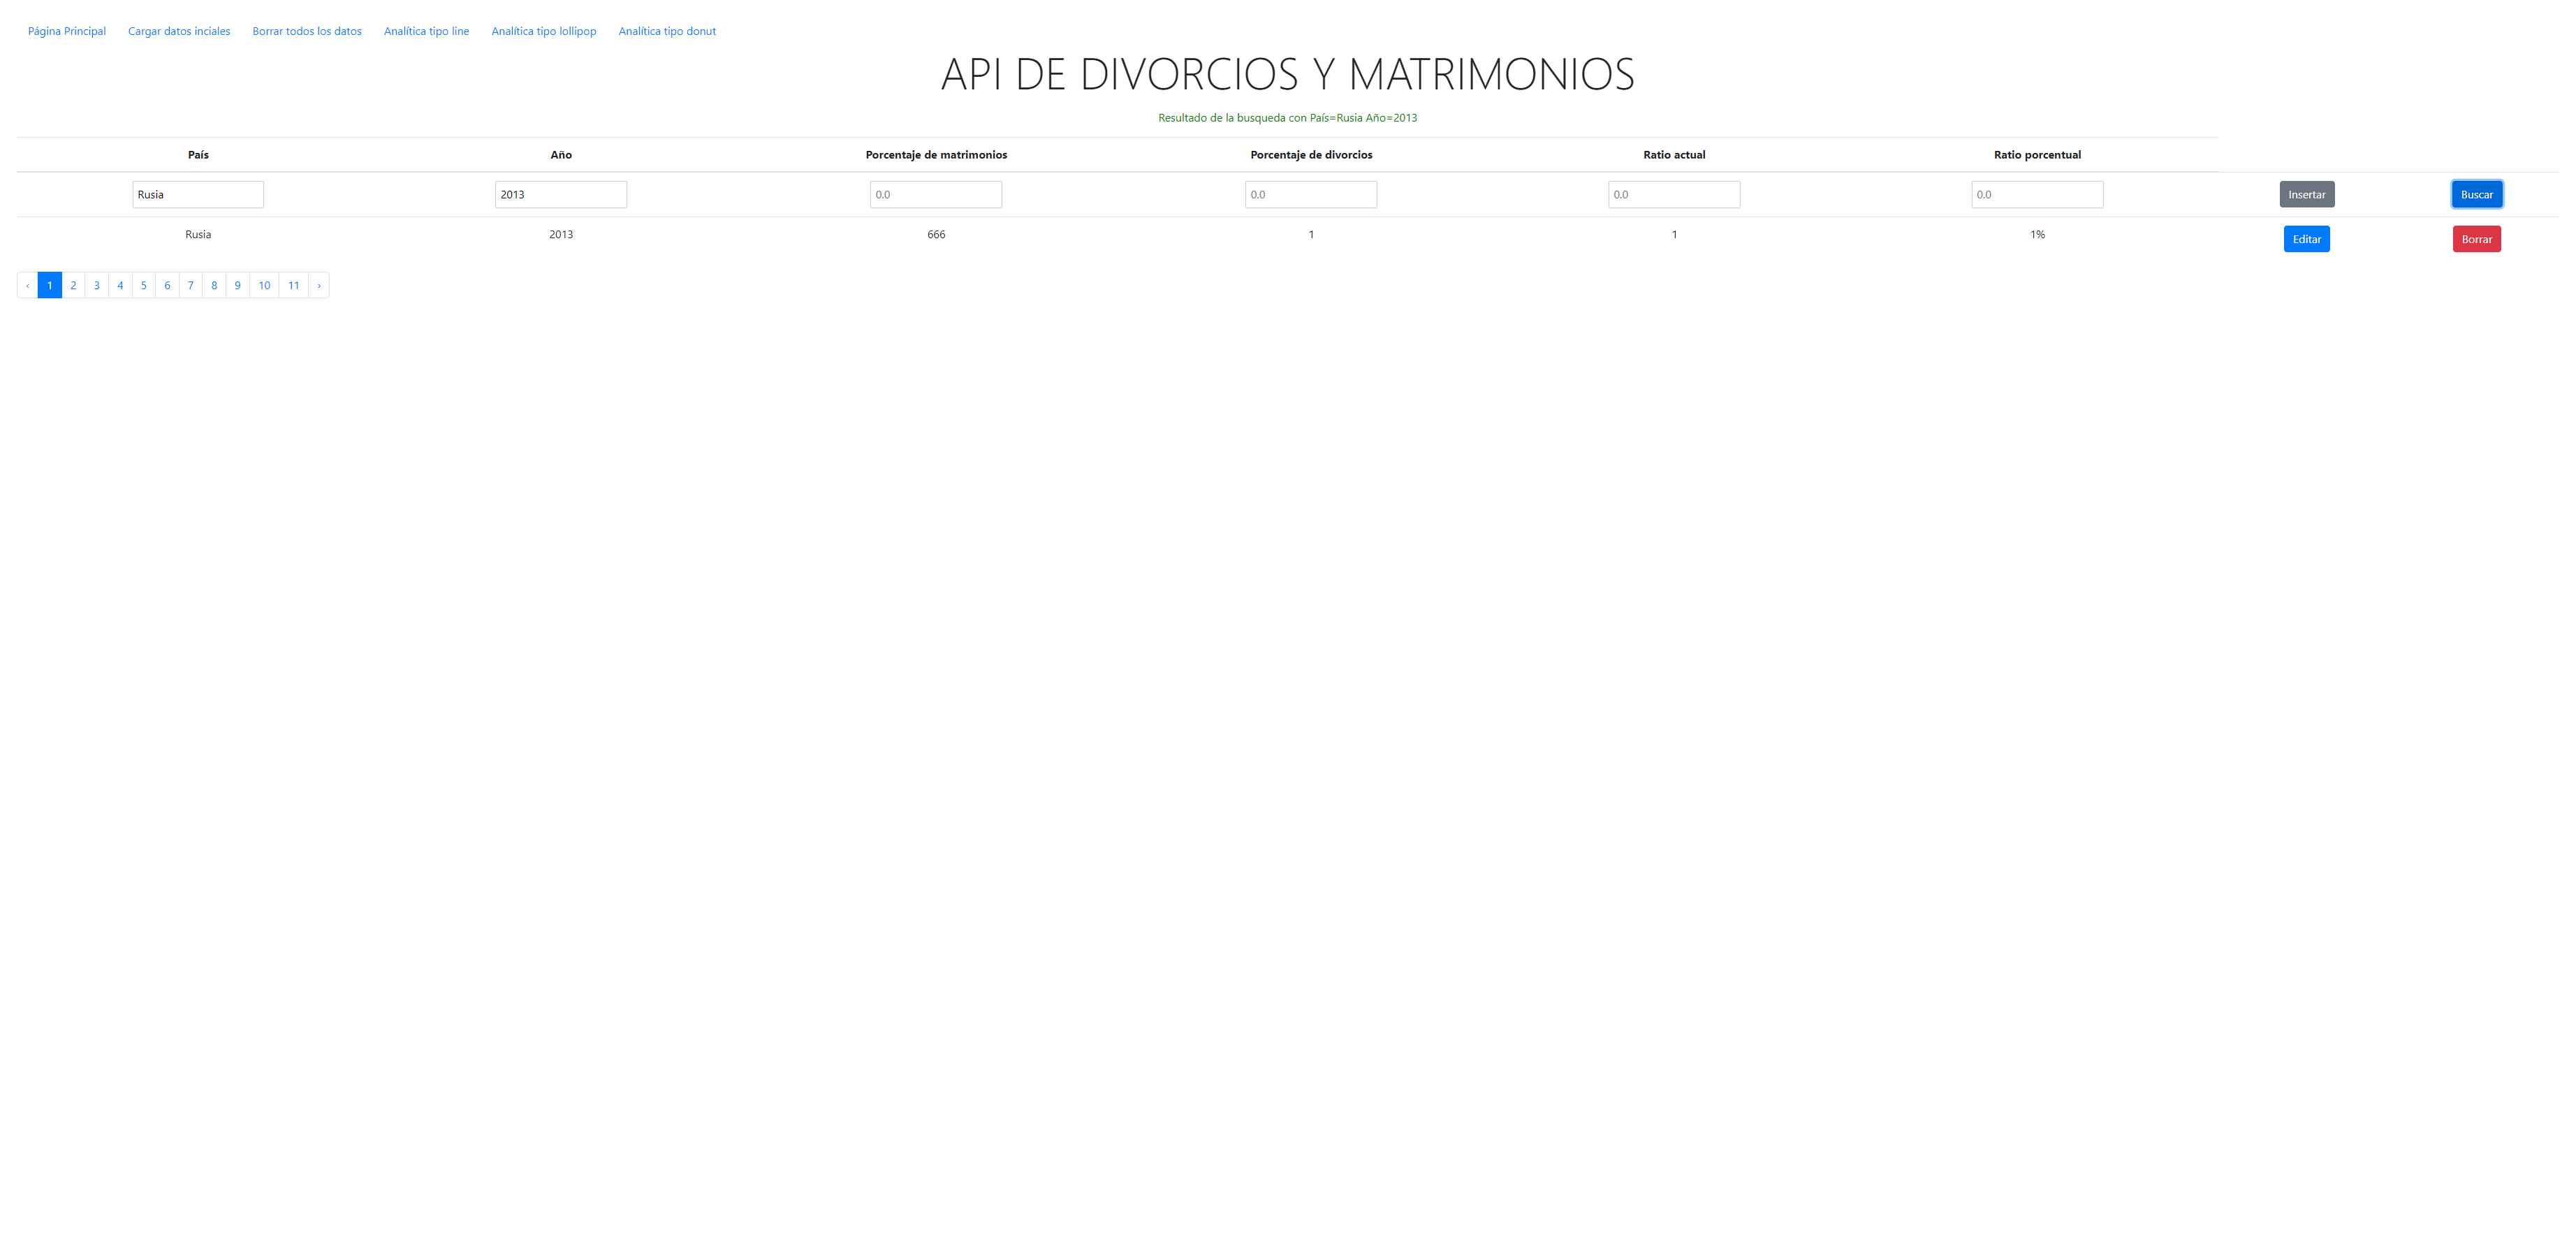 Página Principal Cargar datos inciales Borrar todos los datos Analítica tipo line Analítica tipo lollipop Analítica tipo donut
API DE DIVORCIOS Y MATRIMONIOS
Resultado de la busqueda con País=Rusia Año=2013
País Año Porcentaje de matrimonios Porcentaje de divorcios Ratio actual Ratio porcentual
Rusia 2013 0.0 0.0 0.0 0.0 Insertar Buscar
Rusia 2013 666 1 1 1% Editar Borrar
‹ 1 2 3 4 5 6 7 8 9 10 11 ›